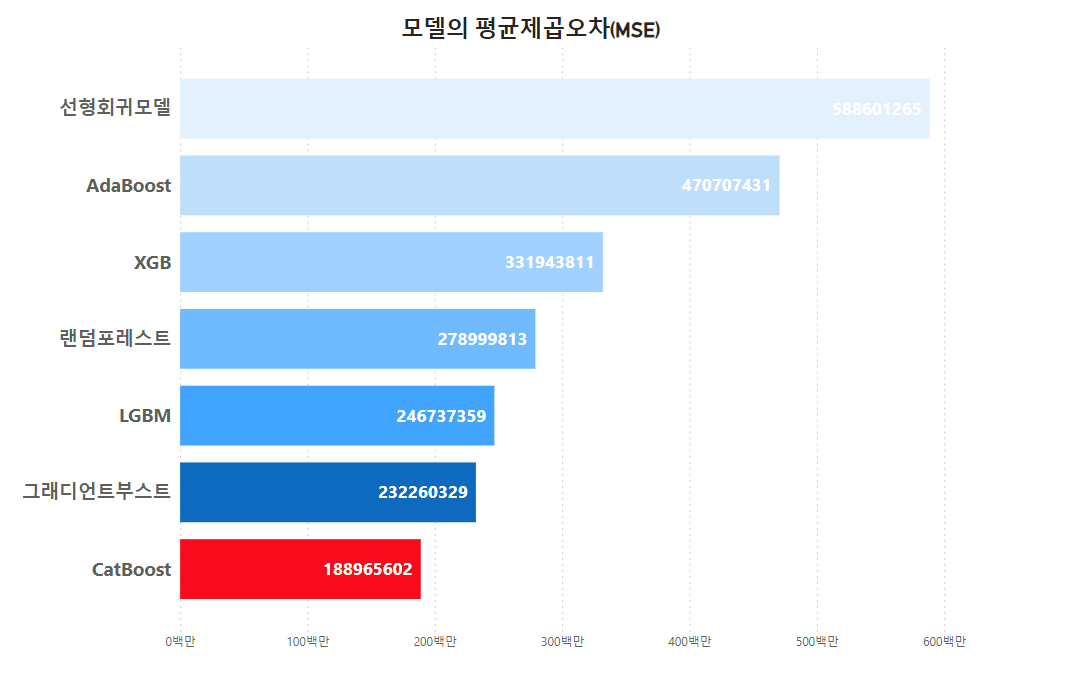 모델의 평균제곱오차(MSE)
선형회귀모델 588601265
AdaBoost 470707431
XGB 331943811
랜덤포레스트 278999813
LGBM 246737359
그래디언트부스트 232260329
CatBoost 188965602
0백만 100백만 200백만 300백만 400백만 500백만 600백만